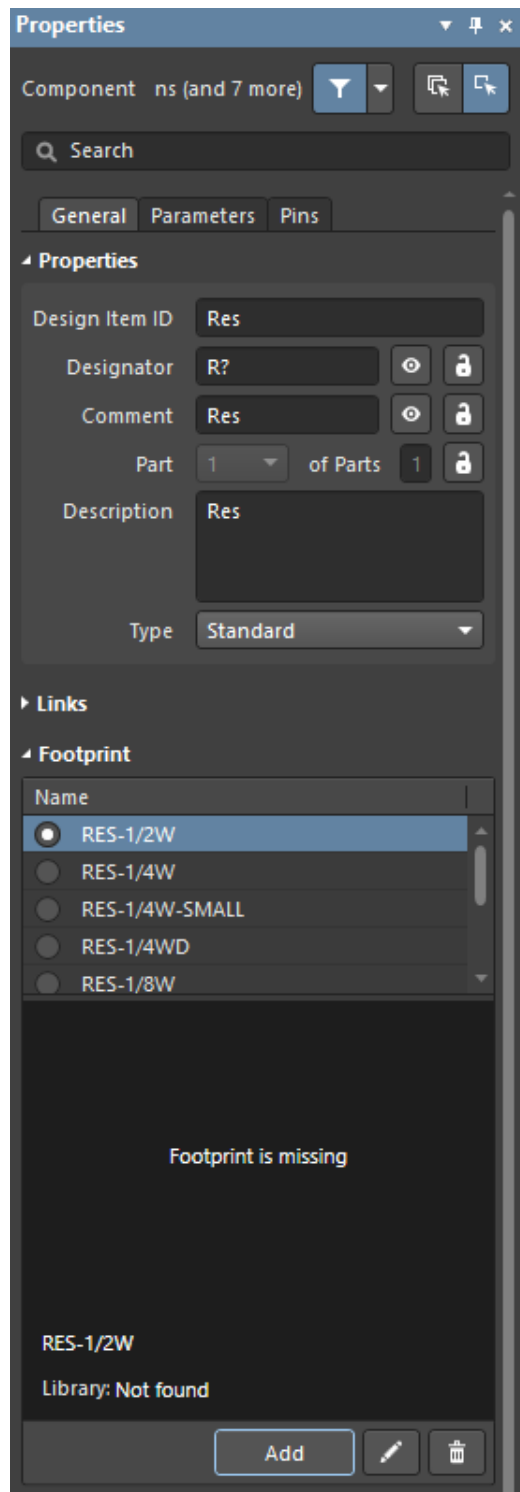 Properties
Component ns (and 7 more)
Search
General Parameters Pins
Properties
Design Item ID Res
Designator R?
Comment Res
Part 1 of Parts 1
Description Res
Type Standard
Links
Footprint
Name
RES-1/2W
RES-1/4W
RES-1/4W-SMALL
RES-1/4WD
RES-1/8W
Footprint is missing
RES-1/2W
Library: Not found
Add